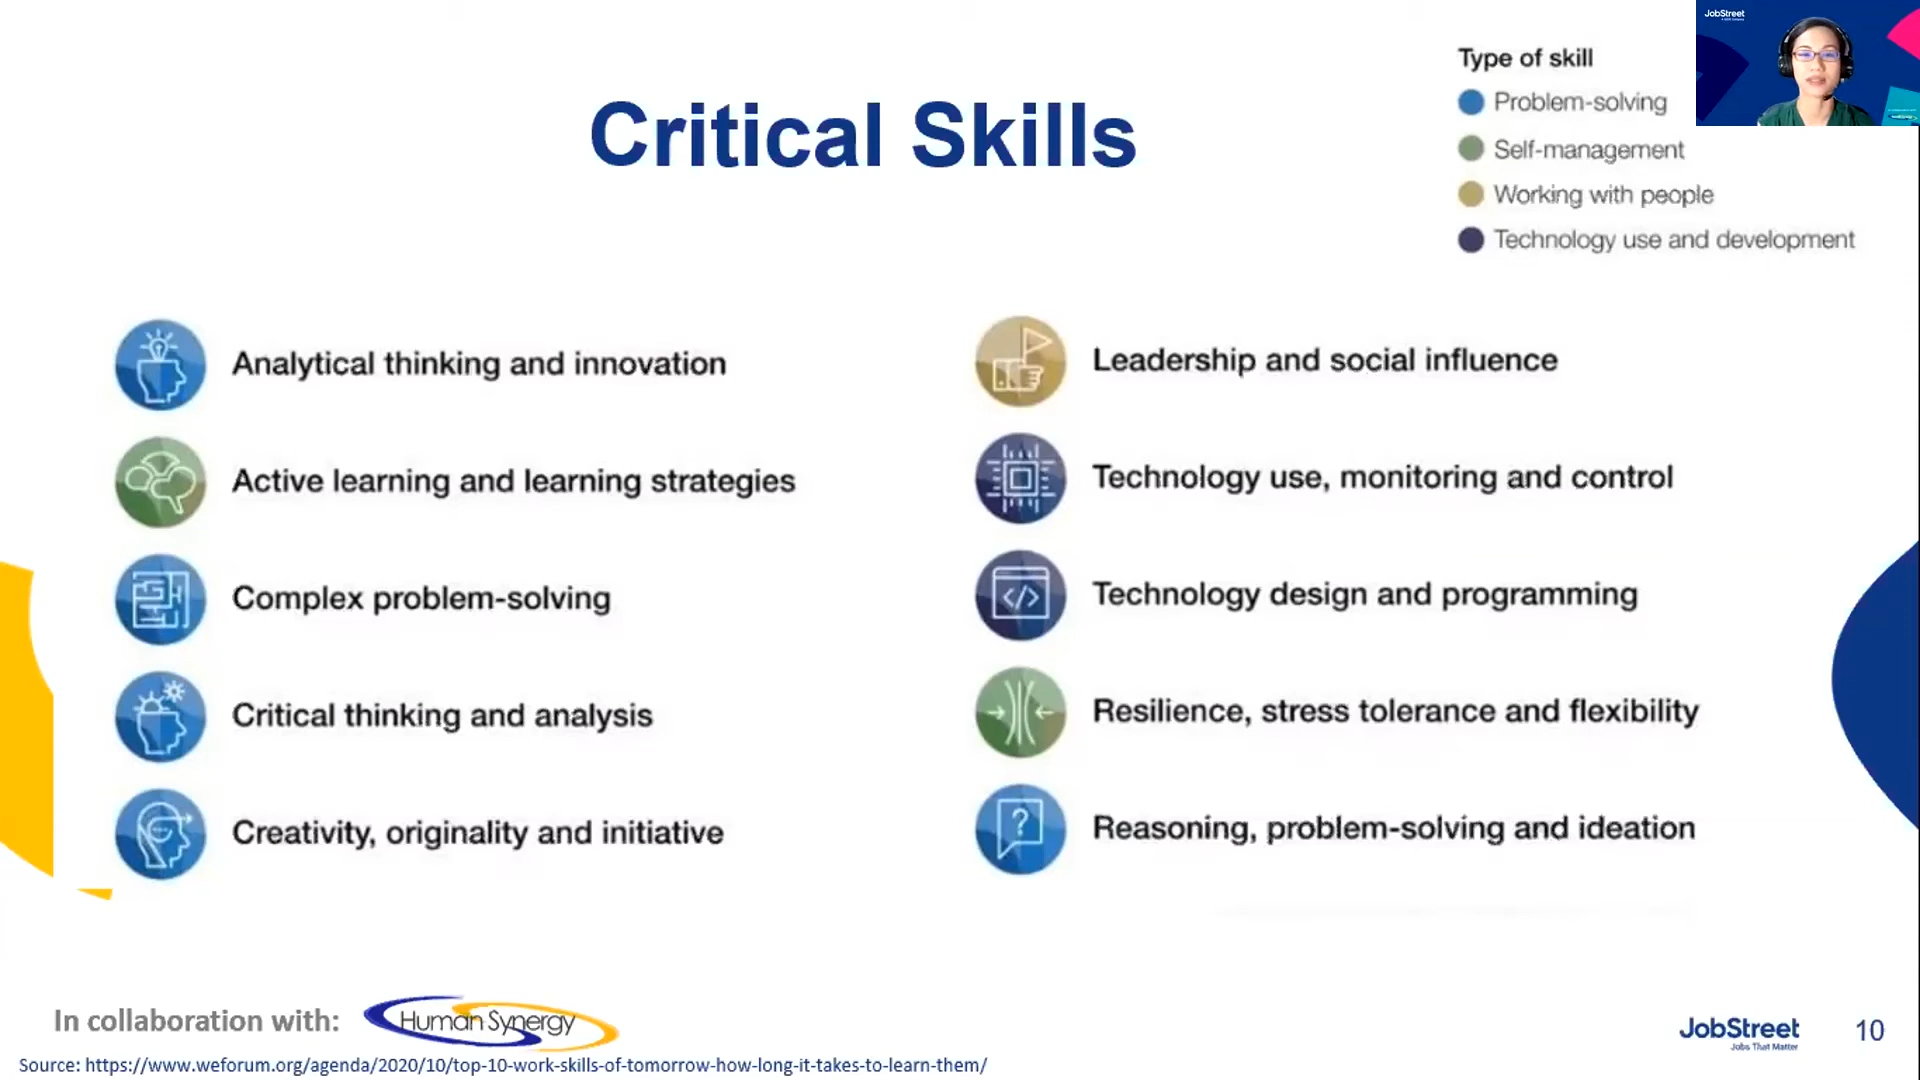 JobStreet
Type of skill
Problem-solving
Self-management
Working with people
Technology use and development
Critical Skills
Analytical thinking and innovation
Active learning and learning strategies
Complex problem-solving
Critical thinking and analysis
Creativity, originality and initiative
Leadership and social influence
Technology use, monitoring and control
Technology design and programming
Resilience, stress tolerance and flexibility
Reasoning, problem-solving and ideation
In collaboration with:
Human Synergy
JobStreet
Jobs That Matter
10
Source: https://www.weforum.org/agenda/2020/10/top-10-work-skills-of-tomorrow-how-long-it-takes-to-learn-them/